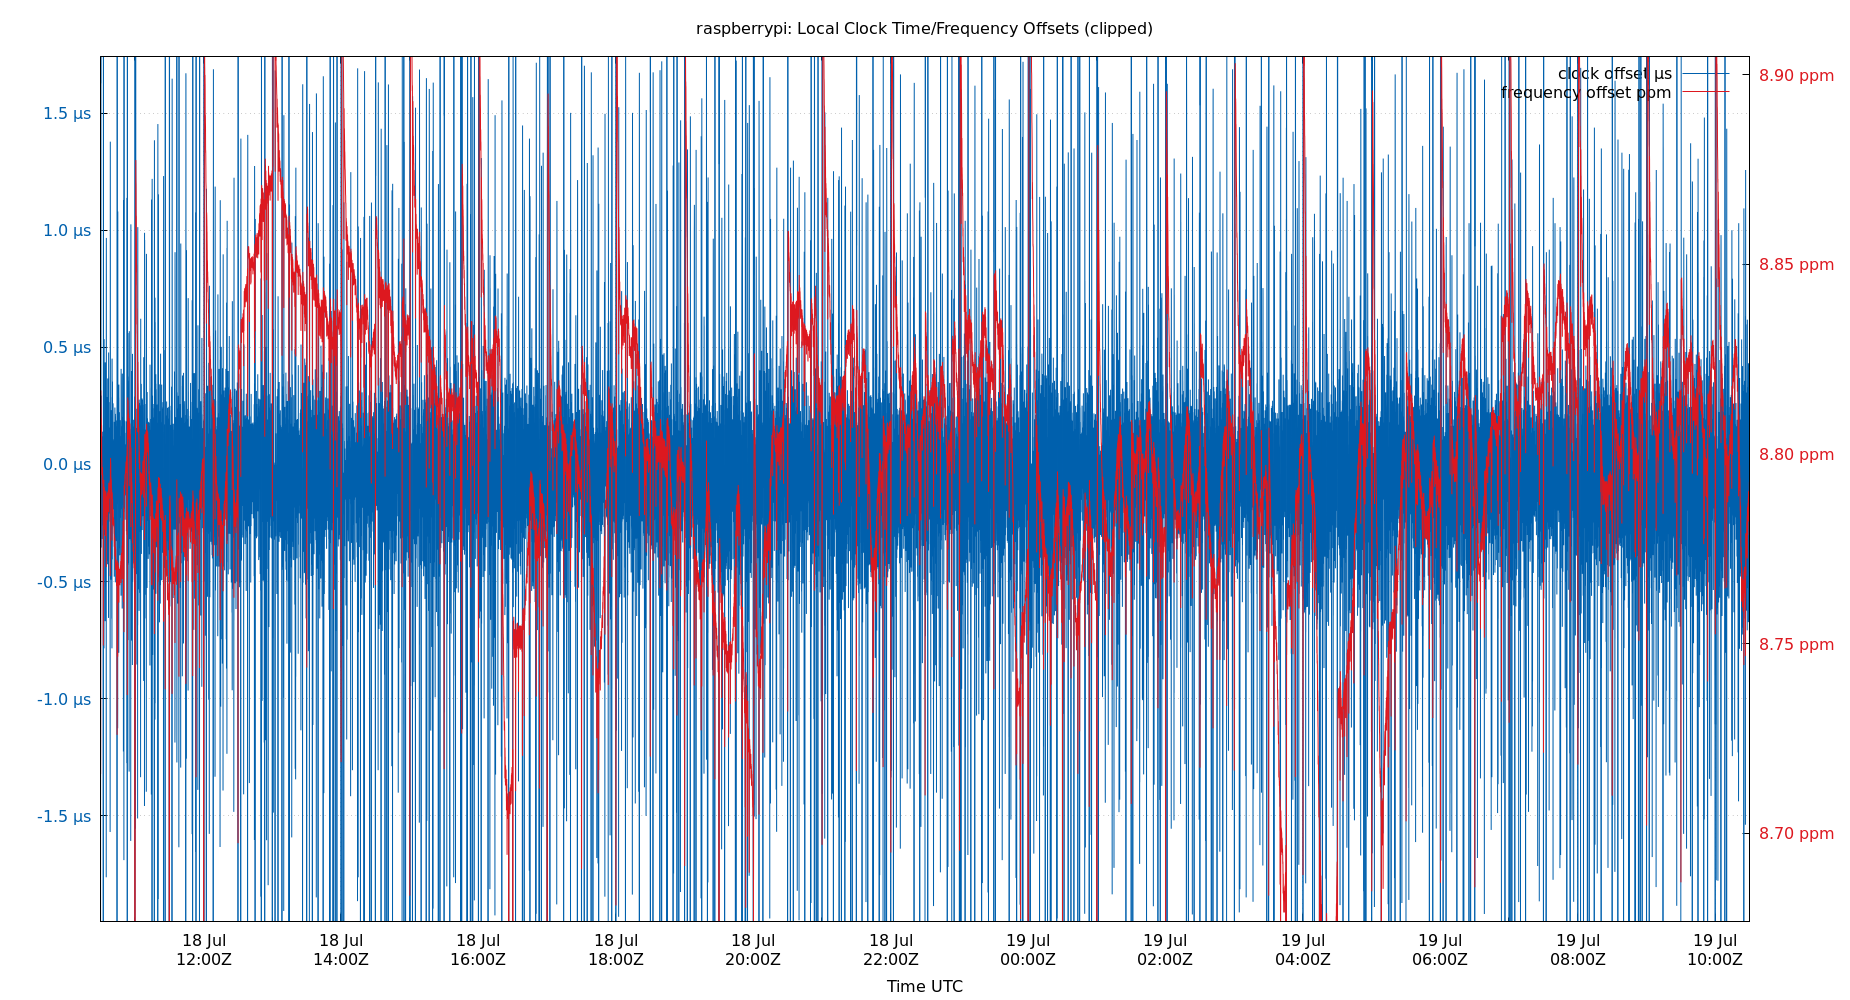 raspberrypi: Local Clock Time/Frequency Offsets (clipped)
clock offset µs
frequency offset ppm
1.5 µs
1.0 µs
0.5 µs
0.0 µs
-0.5 µs
-1.0 µs
-1.5 µs
8.90 ppm
8.85 ppm
8.80 ppm
8.75 ppm
8.70 ppm
18 Jul 18 Jul 18 Jul 18 Jul 18 Jul 18 Jul 19 Jul 19 Jul 19 Jul 19 Jul 19 Jul 19 Jul
12:00Z 14:00Z 16:00Z 18:00Z 20:00Z 22:00Z 00:00Z 02:00Z 04:00Z 06:00Z 08:00Z 10:00Z
Time UTC